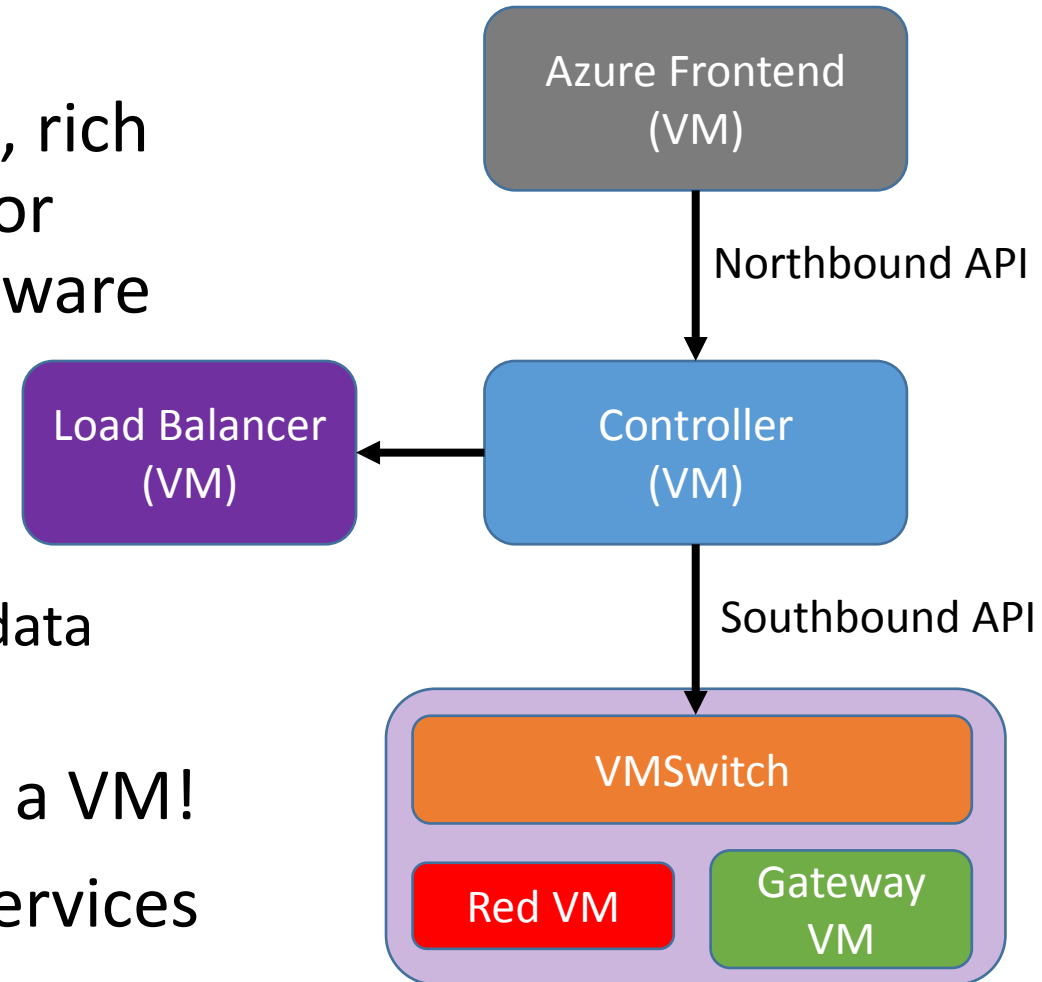 , rich
or
ware
data
a VM!
ervices
Azure Frontend
(VM)
Northbound API
Load Balancer
(VM)
Controller
(VM)
Southbound API
VMSwitch
Red VM
Gateway
VM